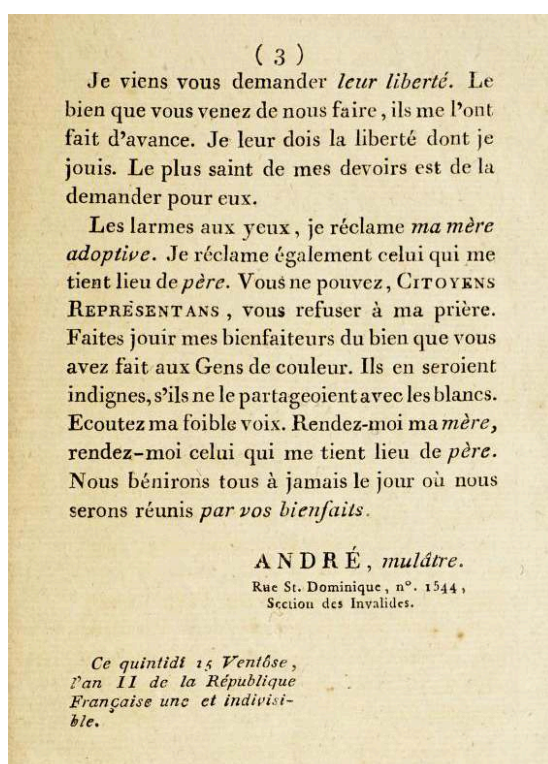 ( 3 )
Je viens vous demander leur liberté. Le
bien que vous venez de nous faire, ils me l'ont
fait d'avance. Je leur dois la liberté dont je
jouis. Le plus saint de mes devoirs est de la
demander pour eux.
Les larmes aux yeux, je réclame ma mère
adoptive. Je réclame également celui qui me
tient lieu de père. Vous ne pouvez, CITOYENS
REPRÉSENTANS, vous refuser à ma prière.
Faites jouir mes bienfaiteurs du bien que vous
avez fait aux Gens de couleur. Ils en seroient
indignes, s'ils ne le partageoient avec les blancs.
Ecoutez ma foible voix. Rendez-moi ma mère,
rendez-moi celui qui me tient lieu de père.
Nous bénirons tous à jamais le jour où nous
serons réunis par vos bienfaits.
ANDRÉ, mulâtre.
Rue St. Dominique, n°. 1544,
Section des Invalides.
Ce quintidi 15 Ventôse,
l'an II de la République
Française une et indivisi-
ble.